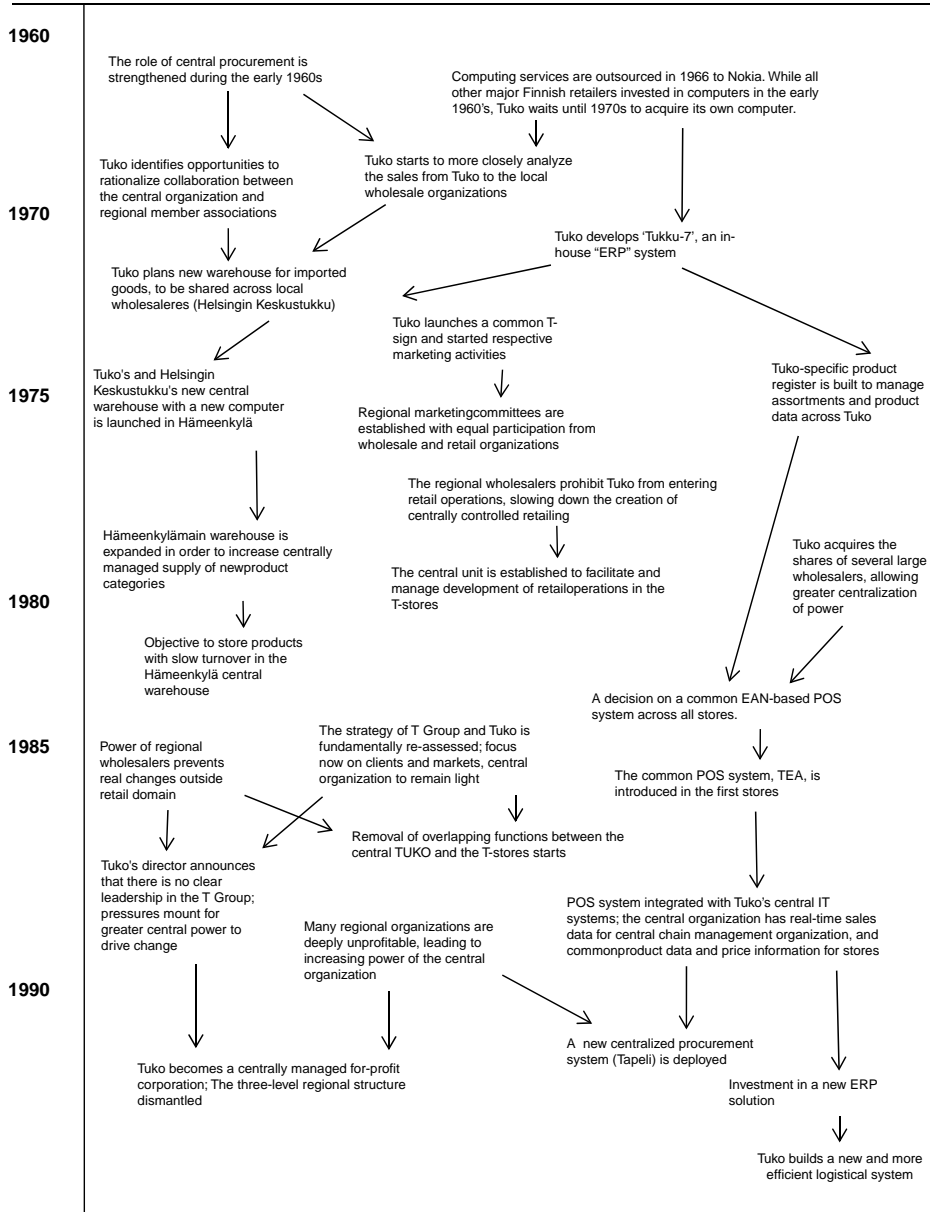 1960
The role of central procurement is
strengthened during the early 1960s
Computing services are outsourced in 1966 to Nokia. While all
other major Finnish retailers invested in computers in the early
1960's, Tuko waits until 1970s to acquire its own computer.
Tuko identifies opportunities to
rationalize collaboration between
the central organization and
regional member associations
Tuko starts to more closely analyze
the sales from Tuko to the local
wholesale organizations
1970
Tuko develops 'Tukku-7', an in-
house "ERP" system
Tuko plans new warehouse for imported
goods, to be shared across local
wholesaleres (Helsingin Keskustukku)
Tuko launches a common T-
sign and started respective
marketing activities
Tuko's and Helsingin
Keskustukku's new central
warehouse with a new computer
is launched in Hämeenkylä
Tuko-specific product
register is built to manage
assortments and product
data across Tuko
1975
Regional marketingcommittees are
established with equal participation from
wholesale and retail organizations
The regional wholesalers prohibit Tuko from entering
retail operations, slowing down the creation of
centrally controlled retailing
Hämeenkylämain warehouse is
expanded in order to increase centrally
managed supply of newproduct
categories
Tuko acquires the
shares of several large
wholesalers, allowing
greater centralization
of power
The central unit is established to facilitate and
manage development of retailoperations in the
T-stores
1980
Objective to store products
with slow turnover in the
Hämeenkylä central
warehouse
A decision on a common EAN-based POS
system across all stores.
1985
Power of regional
wholesalers prevents
real changes outside
retail domain
The strategy of T Group and Tuko is
fundamentally re-assessed; focus
now on clients and markets, central
organization to remain light
The common POS system, TEA, is
introduced in the first stores
Removal of overlapping functions between the
central TUKO and the T-stores starts
Tuko's director announces
that there is no clear
leadership in the T Group;
pressures mount for
greater central power to
drive change
Many regional organizations are
deeply unprofitable, leading to
increasing power of the central
organization
POS system integrated with Tuko's central IT
systems; the central organization has real-time sales
data for central chain management organization, and
commonproduct data and price information for stores
1990
A new centralized procurement
system (Tapeli) is deployed
Tuko becomes a centrally managed for-profit
corporation; The three-level regional structure
dismantled
Investment in a new ERP
solution
Tuko builds a new and more
efficient logistical system